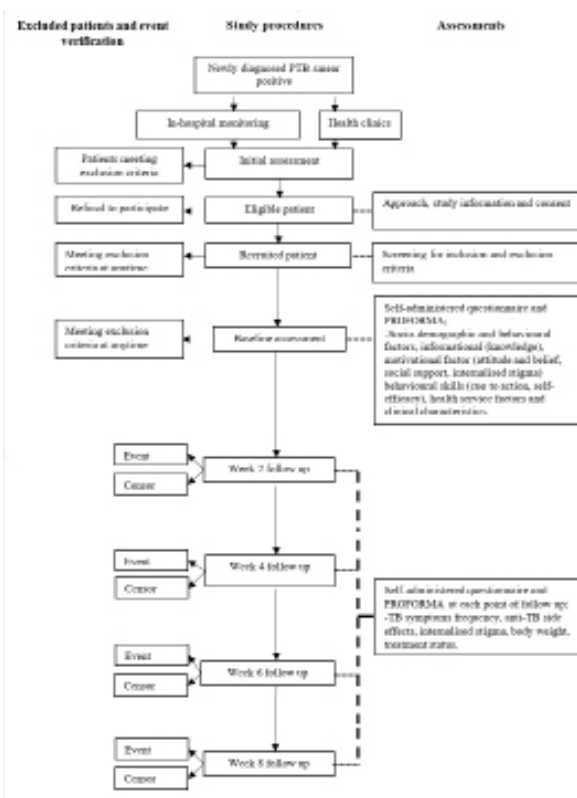 Excluded patients and event
verification
Study procedures
Assessments
Newly diagnosed PTB smear
positive
In-hospital monitoring
Health clinics
Patients meeting
exclusion criteria
Initial assessment
Refusal to participate
Eligible patient
Approach, study information and consent
Meeting exclusion
criteria at anytime
Recruited patient
Screening for inclusion and exclusion
criteria
Meeting exclusion
criteria at anytime
Baseline assessment
Self-administered questionnaire and
PROFORMA;
-Socio-demographic and behavioural
factors, informational (knowledge),
motivational factor (attitude and belief,
social support, internalised stigma)
behavioural skills (cue to action, self-
efficacy), health service factors and
clinical characteristics.
Event
Censor
Week 2 follow up
Event
Censor
Week 4 follow up
Self-administered questionnaire and
PROFORMA at each point of follow up;
-TB symptoms frequency, anti-TB side
effects, internalised stigma, body weight,
treatment status.
Event
Censor
Week 6 follow up
Event
Censor
Week 8 follow up